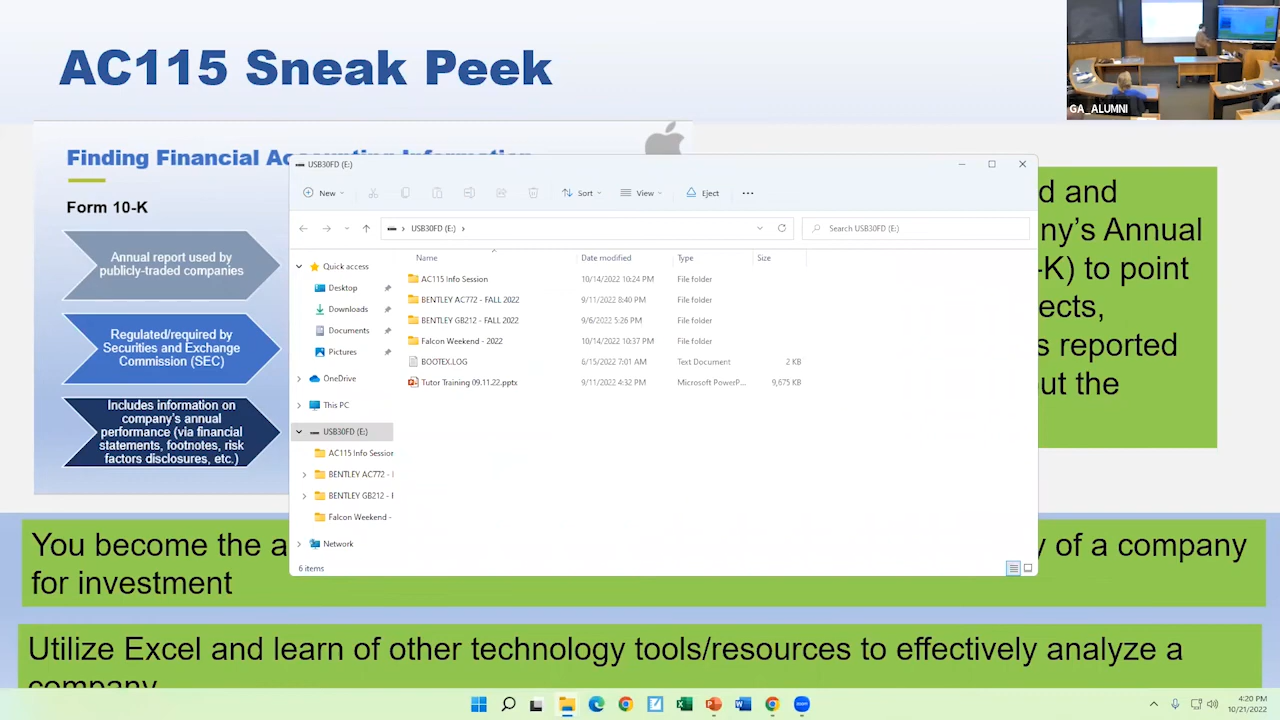 AC115 Sneak Peek
GA_ALUMNI
Finding Financial Accounting Information
Form 10-K
Annual report used by
publicly-traded companies
Regulated/required by
Securities and Exchange
Commission (SEC)
Includes information on
company's annual
performance (via financial
statements, footnotes, risk
factors disclosures, etc.)
USB30FD (E:)
New
Sort
View
Eject
USB30FD (E:)
Search USB30FD (E:)
Name Date modified Type Size
AC115 Info Session 10/14/2022 10:24 PM File folder
BENTLEY AC772 - FALL 2022 9/11/2022 8:40 PM File folder
BENTLEY GB212 - FALL 2022 9/6/2022 5:26 PM File folder
Falcon Weekend - 2022 10/14/2022 10:37 PM File folder
BOOTEX.LOG 6/15/2022 7:01 AM Text Document 2 KB
Tutor Training 09.11.22.pptx 9/11/2022 4:32 PM Microsoft PowerP... 9,675 KB
Quick access
Desktop
Downloads
Documents
Pictures
OneDrive
This PC
USB30FD (E:)
AC115 Info Session
BENTLEY AC772 -
BENTLEY GB212 -
Falcon Weekend -
Network
6 items
d and
ny's Annual
-K) to point
ects,
s reported
out the
You become the a
y of a company
for investment
Utilize Excel and learn of other technology tools/resources to effectively analyze a
company
4:20 PM
10/21/2022